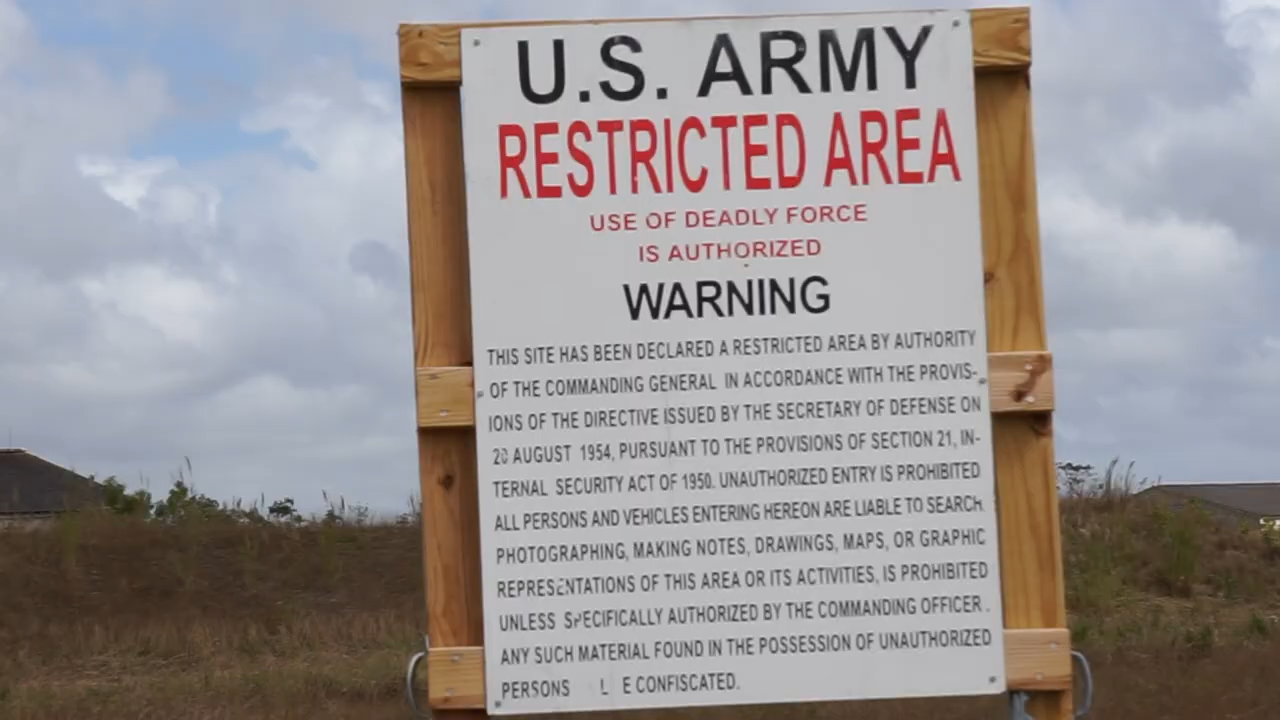 U.S. ARMY
RESTRICTED AREA
USE OF DEADLY FORCE
IS AUTHORIZED
WARNING
THIS SITE HAS BEEN DECLARED A RESTRICTED AREA BY AUTHORITY
OF THE COMMANDING GENERAL IN ACCORDANCE WITH THE PROVIS-
IONS OF THE DIRECTIVE ISSUED BY THE SECRETARY OF DEFENSE ON
AUGUST 1954, PURSUANT TO THE PROVISIONS OF SECTION 21, IN-
TERNAL SECURITY ACT OF 1950. UNAUTHORIZED ENTRY IS PROHIBITED
ALL PERSONS AND VEHICLES ENTERING HEREON ARE LIABLE TO SEARCH.
PHOTOGRAPHING, MAKING NOTES, DRAWINGS, MAPS, OR GRAPHIC
REPRESENTATIONS OF THIS AREA OR ITS ACTIVITIES, IS PROHIBITED
UNLESS SPECIFICALLY AUTHORIZED BY THE COMMANDING OFFICER.
ANY SUCH MATERIAL FOUND IN THE POSSESSION OF UNAUTHORIZED
PERSONS L E CONFISCATED.